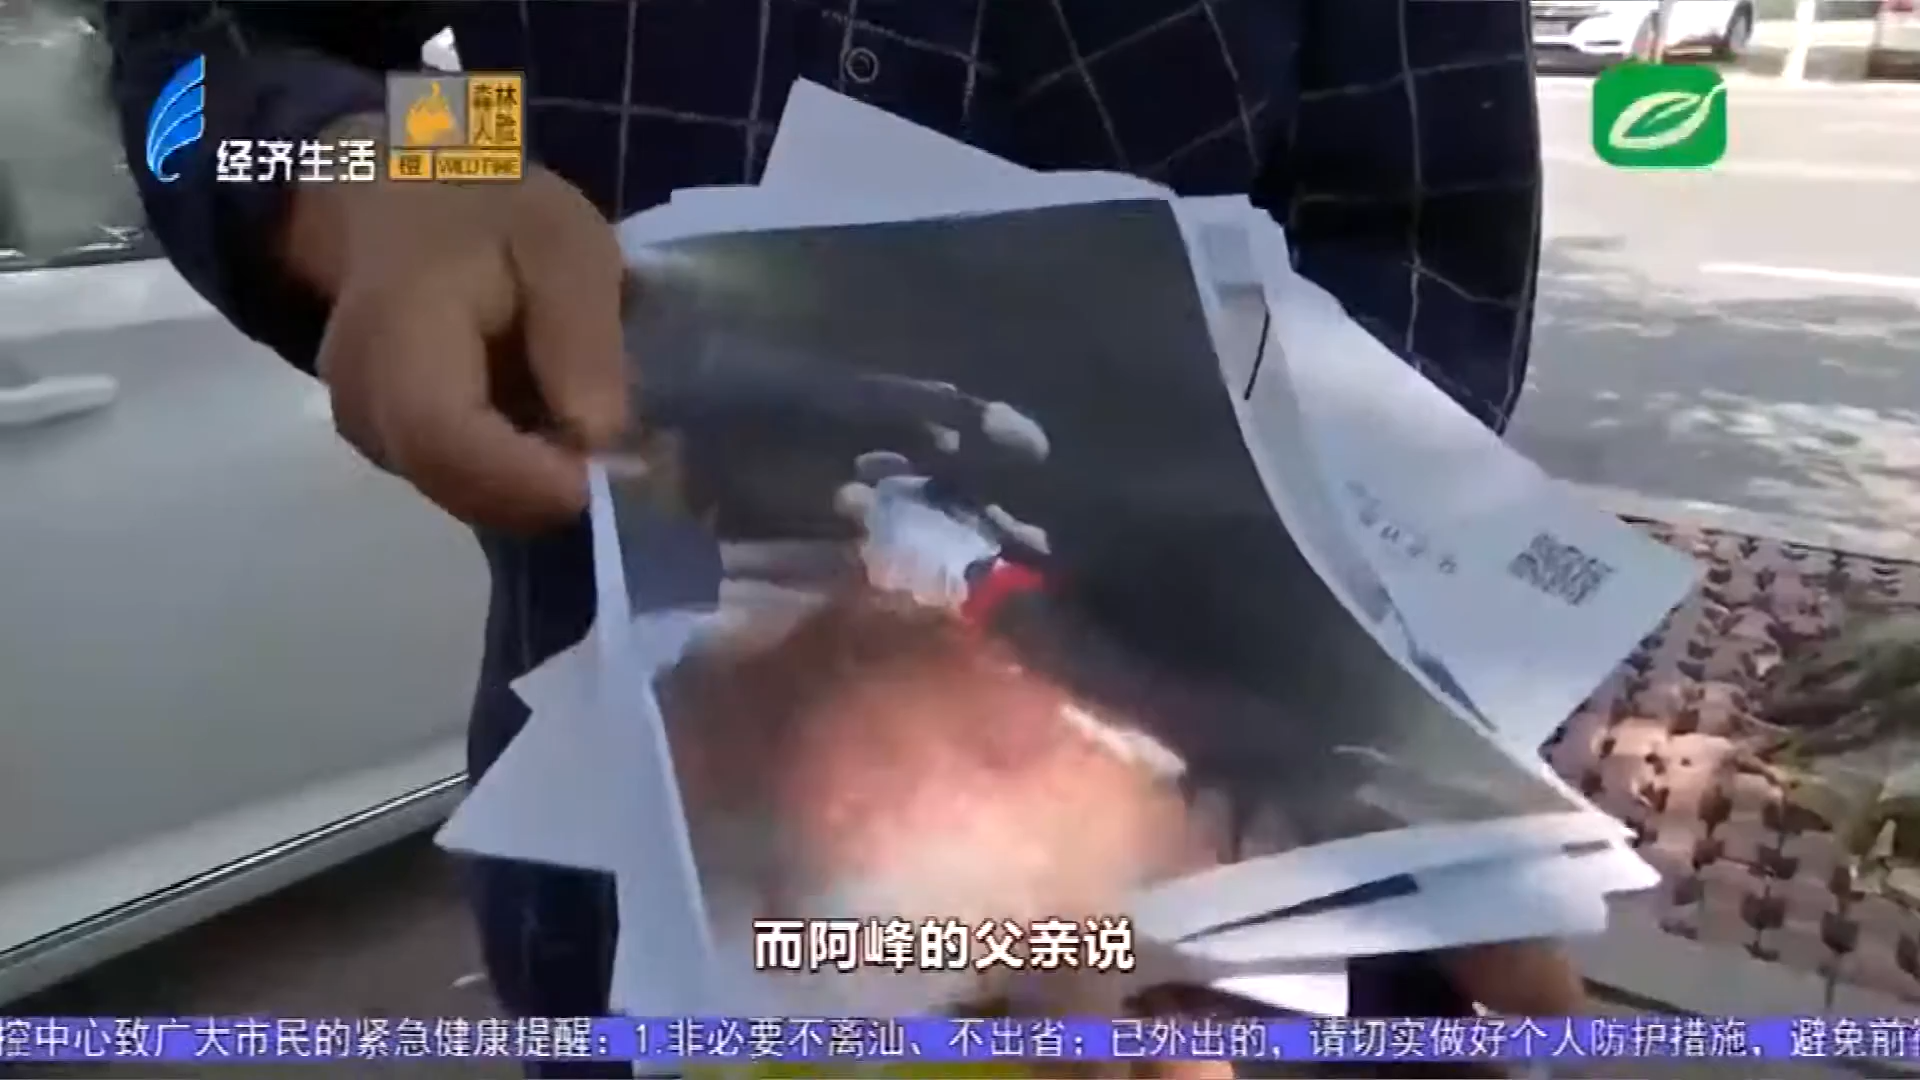 经济生活
森林
火险
橙
WILD FIRE
而阿峰的父亲说
控中心致广大市民的紧急健康提醒：1.非必要不离汕、不出省；已外出的，请切实做好个人防护措施，避免前